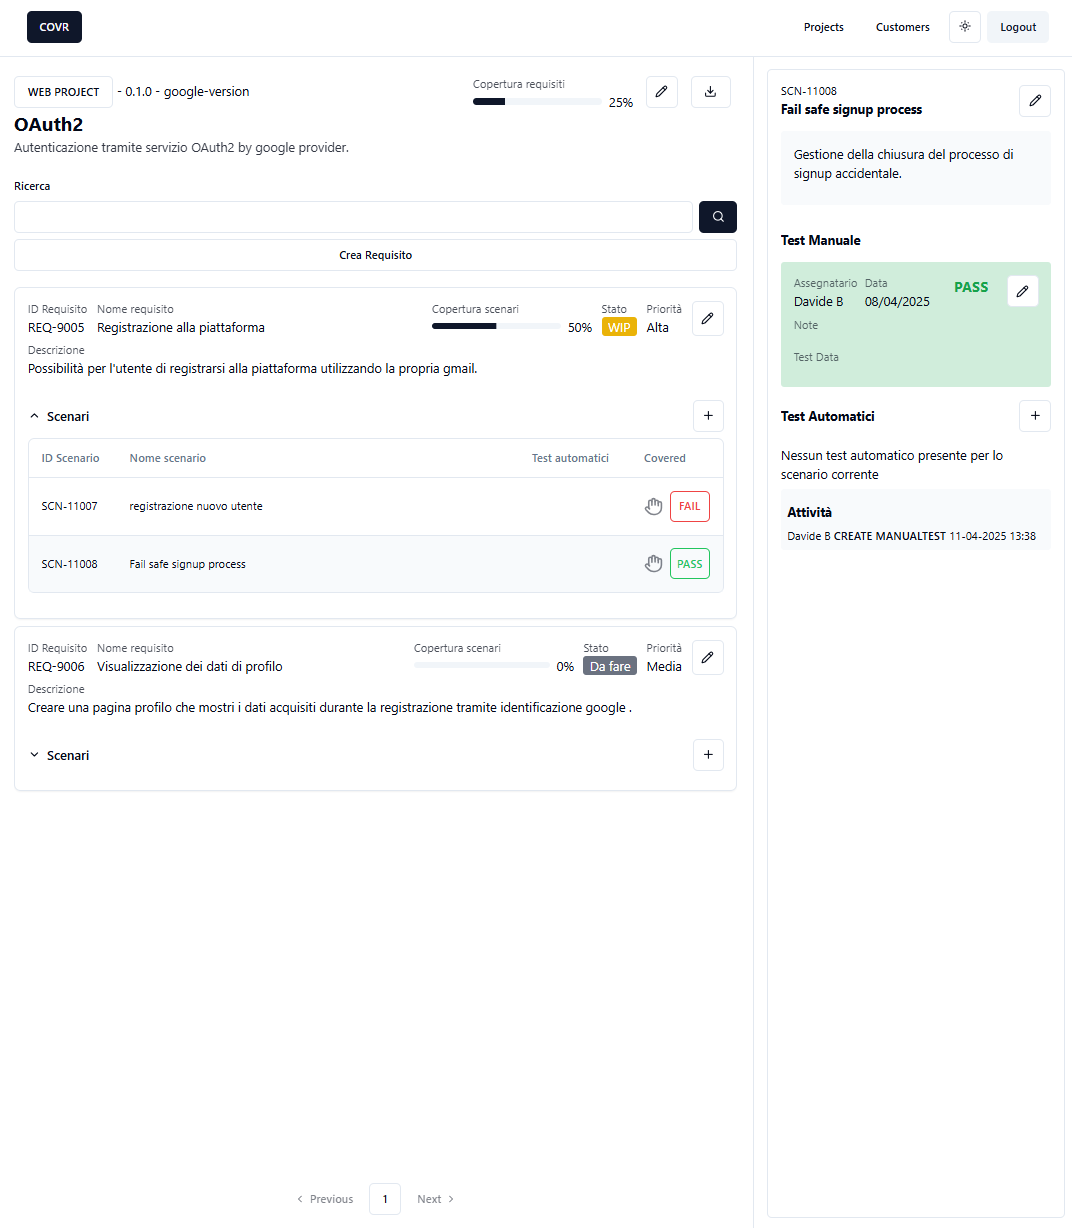 COVR
Projects
Customers
Logout
WEB PROJECT - 0.1.0 - google-version
Copertura requisiti
25%
OAuth2
Autenticazione tramite servizio OAuth2 by google provider.
Ricerca
Crea Requisito
ID Requisito Nome requisito Copertura scenari Stato Priorità
REQ-9005 Registrazione alla piattaforma 50% WIP Alta
Descrizione
Possibilità per l'utente di registrarsi alla piattaforma utilizzando la propria gmail.
Scenari
ID Scenario Nome scenario Test automatici Covered
SCN-11007 registrazione nuovo utente FAIL
SCN-11008 Fail safe signup process PASS
ID Requisito Nome requisito Copertura scenari Stato Priorità
REQ-9006 Visualizzazione dei dati di profilo 0% Da fare Media
Descrizione
Creare una pagina profilo che mostri i dati acquisiti durante la registrazione tramite identificazione google .
Scenari
Previous 1 Next
SCN-11008
Fail safe signup process
Gestione della chiusura del processo di
signup accidentale.
Test Manuale
Assegnatario Data PASS
Davide B 08/04/2025
Note
Test Data
Test Automatici
Nessun test automatico presente per lo
scenario corrente
Attività
Davide B CREATE MANUALTEST 11-04-2025 13:38